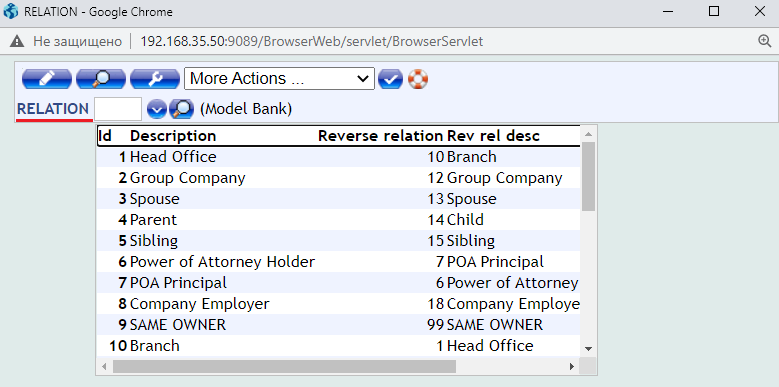 RELATION - Google Chrome
Не защищено 192.168.35.50:9089/BrowserWeb/servlet/BrowserServlet
More Actions ...
RELATION (Model Bank)
Id Description Reverse relation Rev rel desc
1 Head Office 10 Branch
2 Group Company 12 Group Company
3 Spouse 13 Spouse
4 Parent 14 Child
5 Sibling 15 Sibling
6 Power of Attorney Holder 7 POA Principal
7 POA Principal 6 Power of Attorney
8 Company Employer 18 Company Employe
9 SAME OWNER 99 SAME OWNER
10 Branch 1 Head Office